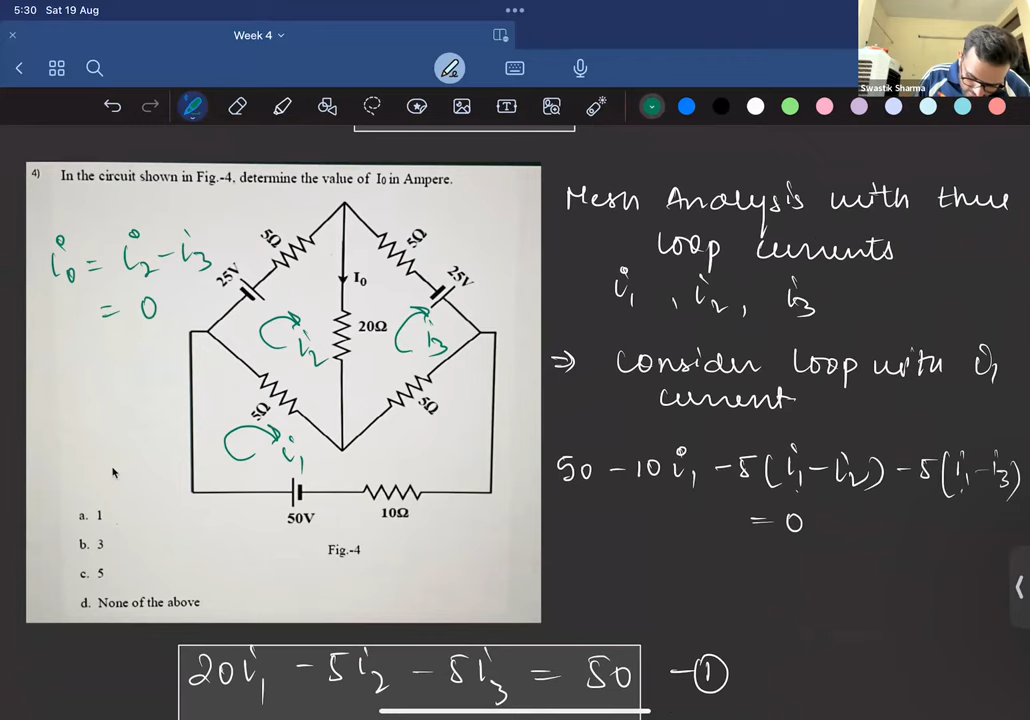 5:30 Sat 19 Aug
Week 4
Swastik Sharma
4) In the circuit shown in Fig.-4, determine the value of I0 in Ampere.
i0 = i2 - i3
= 0
5Ω
5Ω
25V
25V
I0
20Ω
i2
i3
5Ω
5Ω
i1
50V
10Ω
Fig.-4
a. 1
b. 3
c. 5
d. None of the above
Mesh Analysis with three
loop currents
i1, i2, i3
⇒ Consider loop with i1
current
50 - 10i1 - 5(i1 - i2) - 5(i1 - i3)
= 0
20i1 - 5i2 - 5i3 = 50 -①